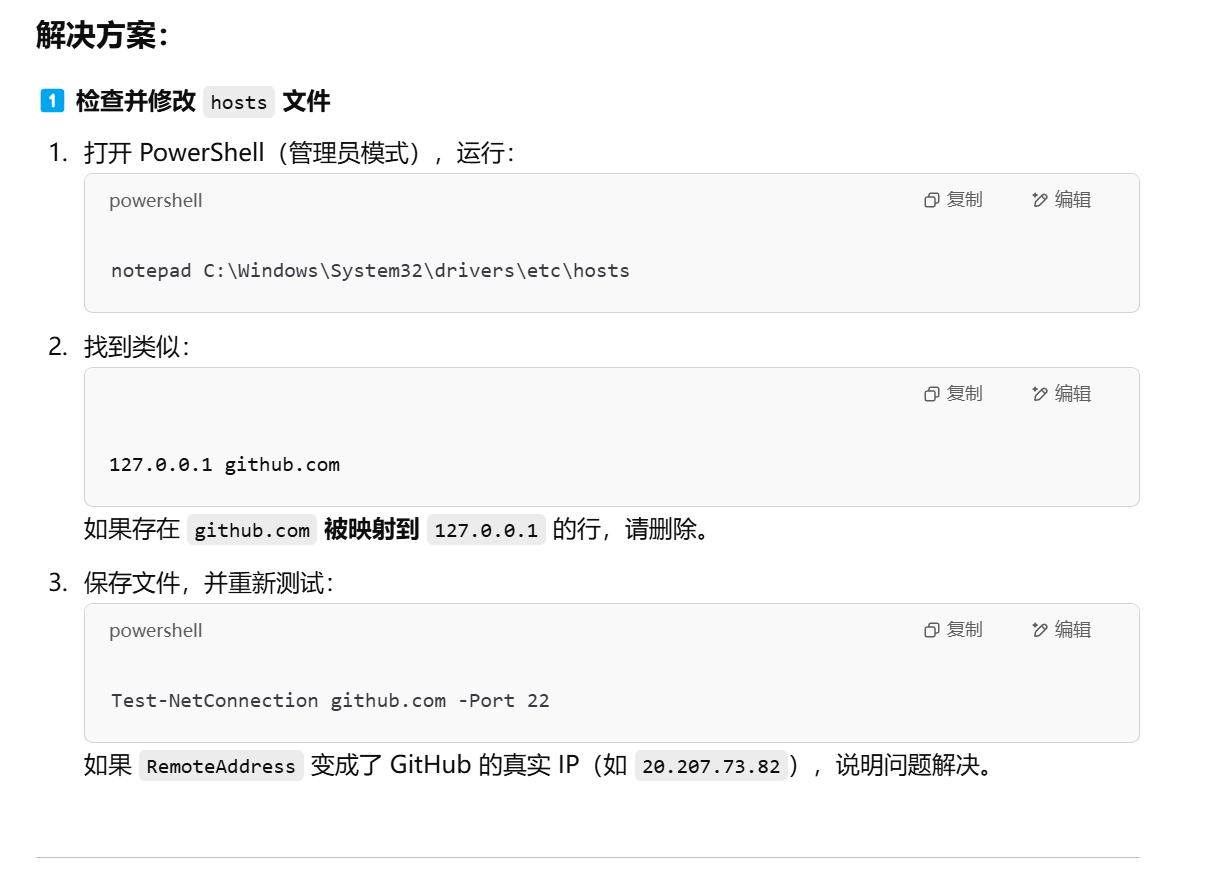 解决方案：
1 检查并修改 hosts 文件
1. 打开 PowerShell（管理员模式），运行：
powershell 复制 编辑
notepad C:\Windows\System32\drivers\etc\hosts
2. 找到类似：
复制 编辑
127.0.0.1 github.com
如果存在 github.com 被映射到 127.0.0.1 的行，请删除。
3. 保存文件，并重新测试：
powershell 复制 编辑
Test-NetConnection github.com -Port 22
如果 RemoteAddress 变成了 GitHub 的真实 IP（如 20.207.73.82），说明问题解决。